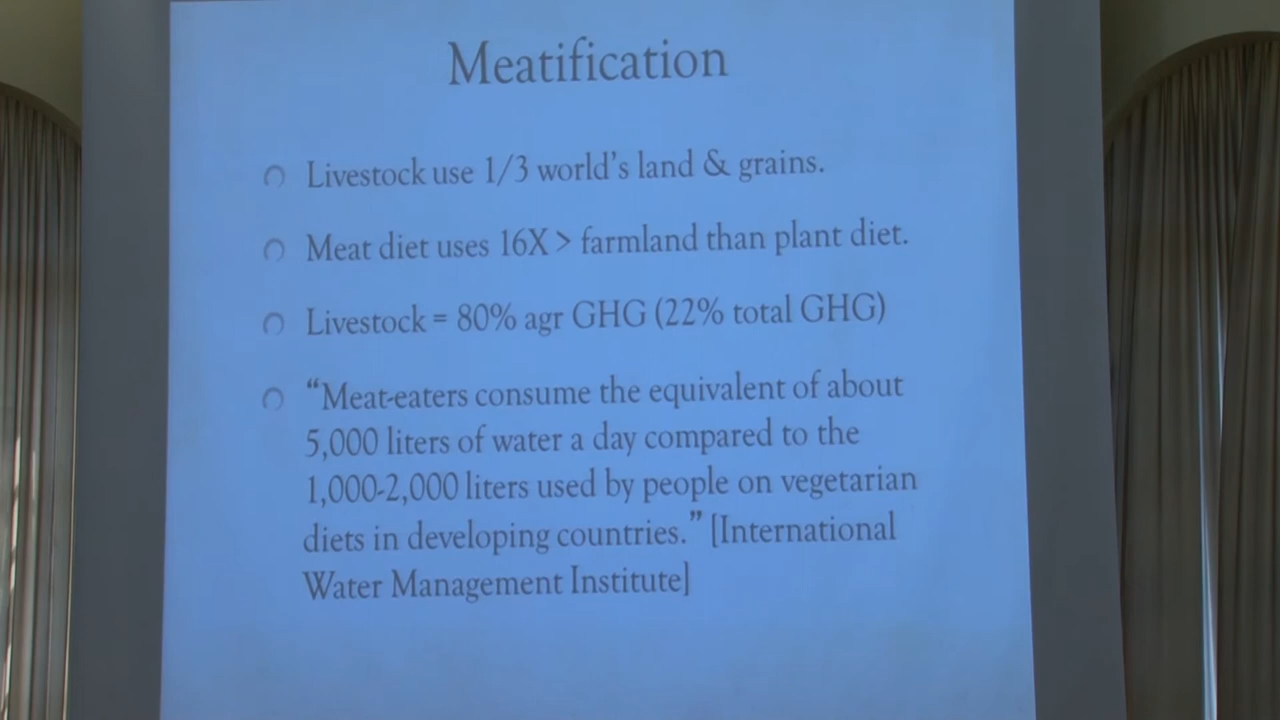 Meatification
Livestock use 1/3 world's land & grains.
Meat diet uses 16X > farmland than plant diet.
Livestock = 80% agr GHG (22% total GHG)
“Meat-eaters consume the equivalent of about
5,000 liters of water a day compared to the
1,000-2,000 liters used by people on vegetarian
diets in developing countries.” [International
Water Management Institute]